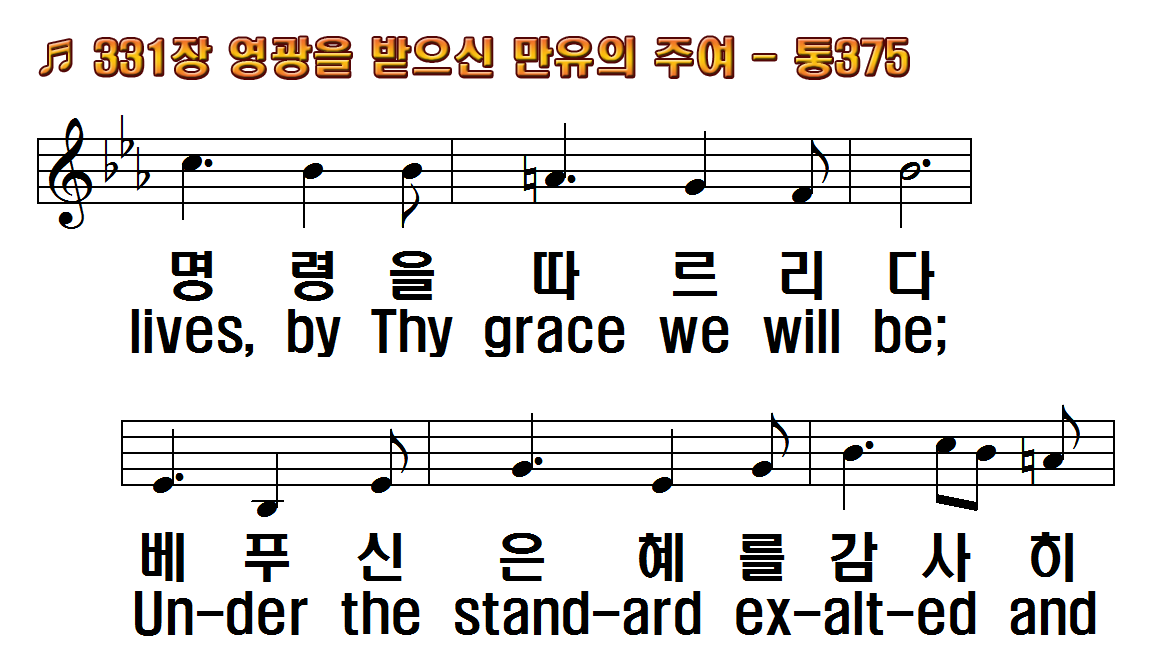 ♬ 331장 영광을 받으신 만유의 주여 - 통375
명 령 을 따 르 리 다
lives, by Thy grace we will be;
베 푸 신 은 혜 를 감 사 히
Un-der the stand-ard ex-alt-ed and